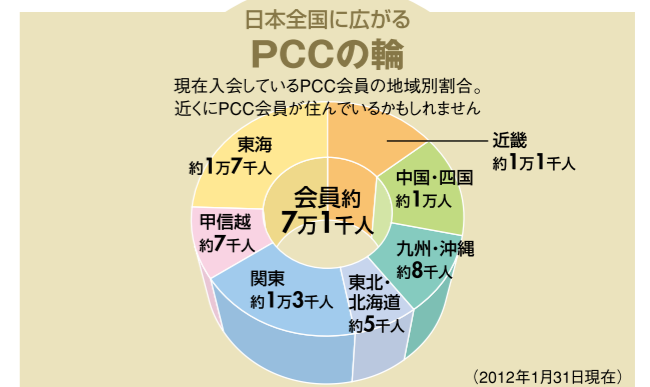 日本全国に広がる
PCCの輪
現在入会しているPCC会員の地域別割合。
近くにPCC会員が住んでいるかもしれません
近畿
約1万1千人
中国・四国
約1万人
九州・沖縄
約8千人
東北・
北海道
約5千人
関東
約1万3千人
甲信越
約7千人
東海
約1万7千人
会員約
7万1千人
（2012年1月31日現在）